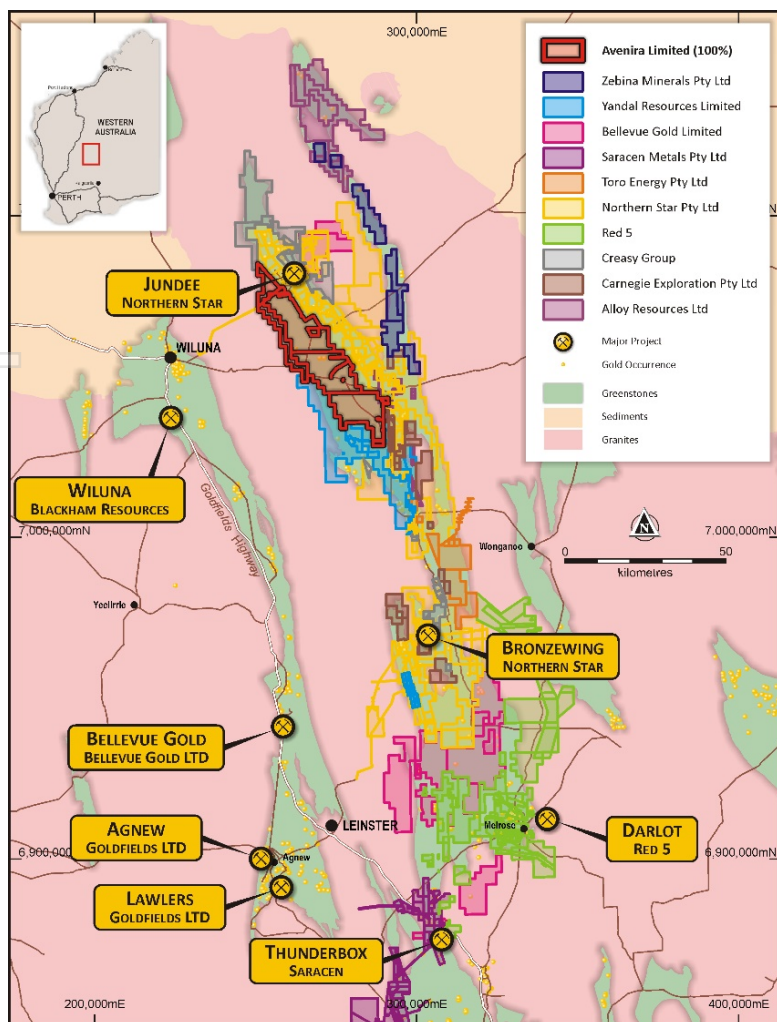 300,000mE
WESTERN
AUSTRALIA
PERTH
Avenira Limited (100%)
Zebina Minerals Pty Ltd
Yandal Resources Limited
Bellevue Gold Limited
Saracen Metals Pty Ltd
Toro Energy Pty Ltd
Northern Star Pty Ltd
Red 5
Creasy Group
Carnegie Exploration Pty Ltd
Alloy Resources Ltd
Major Project
Gold Occurrence
Greenstones
Sediments
Granites
JUNDEE
NORTHERN STAR
WILUNA
WILUNA
BLACKHAM RESOURCES
Goldfields Highway
7,000,000mN
7,000,000mN
Wonganoo
N
0
50
kilometres
Yeelirrie
BRONZEWING
NORTHERN STAR
BELLEVUE GOLD
BELLEVUE GOLD LTD
LEINSTER
Melrose
DARLOT
RED 5
AGNEW
GOLDFIELDS LTD
Agnew
6,900,000mN
6,900,000mN
LAWLERS
GOLDFIELDS LTD
THUNDERBOX
SARACEN
200,000mE
300,000mE
400,000mE